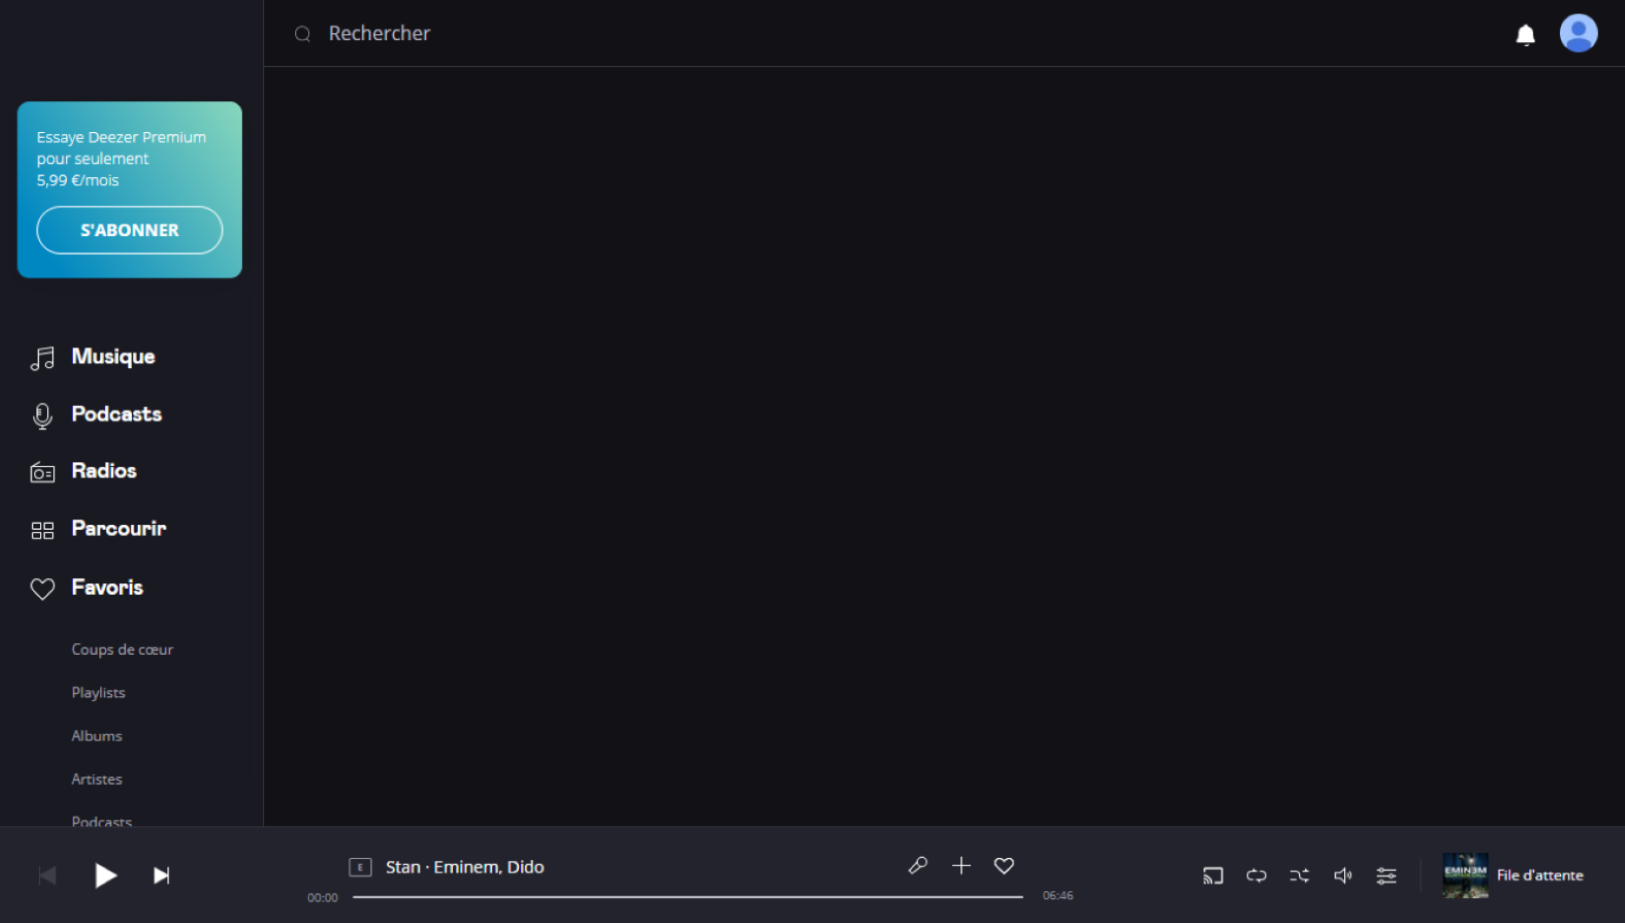 Rechercher
Essaye Deezer Premium
pour seulement
5,99 €/mois
S'ABONNER
Musique
Podcasts
Radios
Parcourir
Favoris
Coups de cœur
Playlists
Albums
Artistes
Podcasts
E
Stan · Eminem, Dido
00:00
06:46
EMINEM
File d'attente